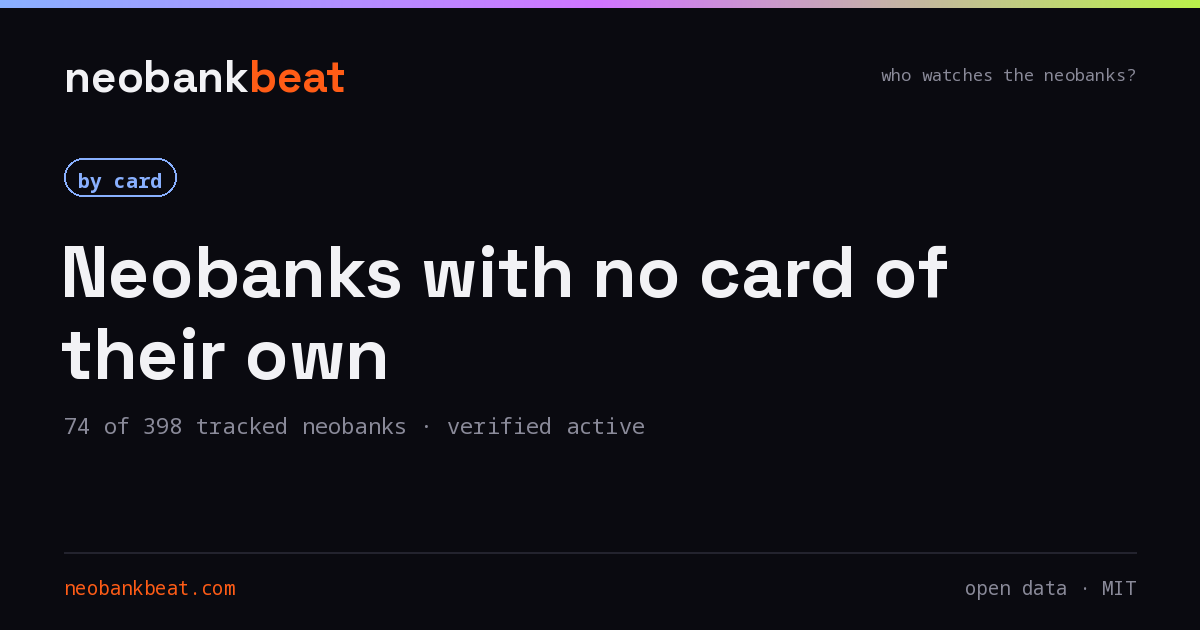 neobankbeat
who watches the neobanks?
by card
Neobanks with no card of
their own
74 of 398 tracked neobanks · verified active
neobankbeat.com
open data · MIT